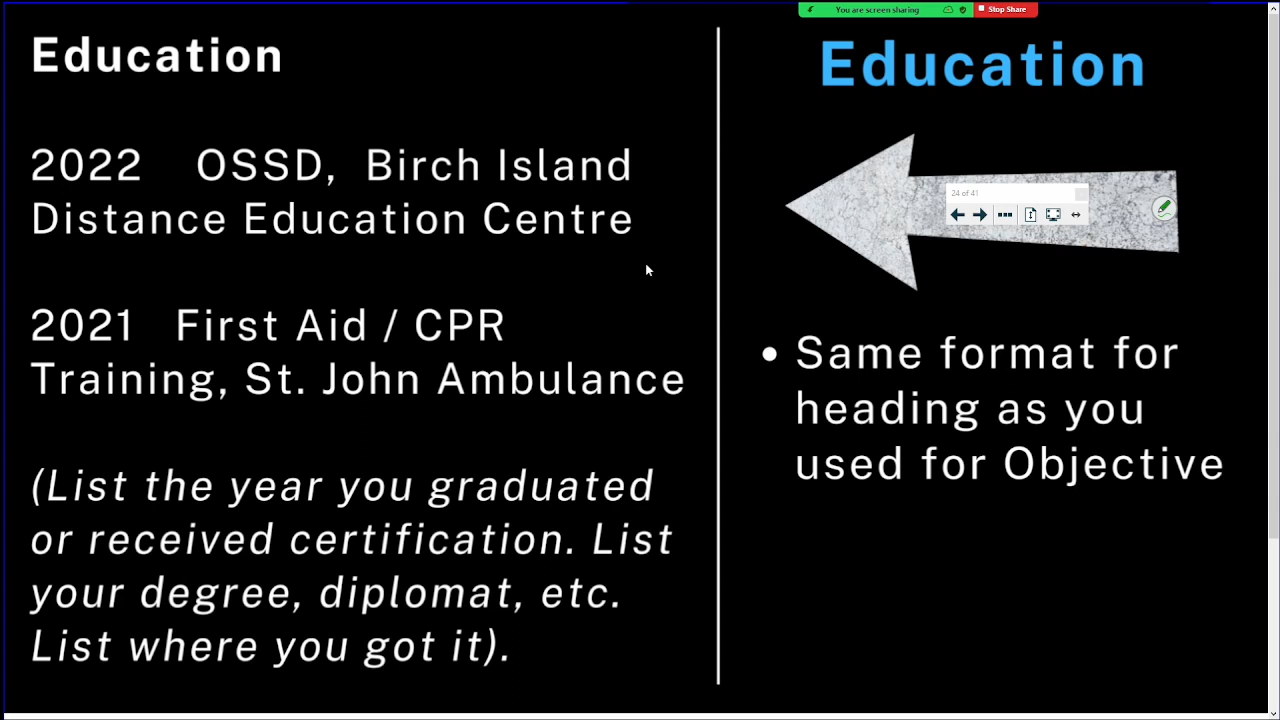 You are screen sharing
Stop Share
Education
2022 OSSD, Birch Island
Distance Education Centre
2021 First Aid / CPR
Training, St. John Ambulance
(List the year you graduated
or received certification. List
your degree, diplomat, etc.
List where you got it).
Education
24 of 41
• Same format for
heading as you
used for Objective